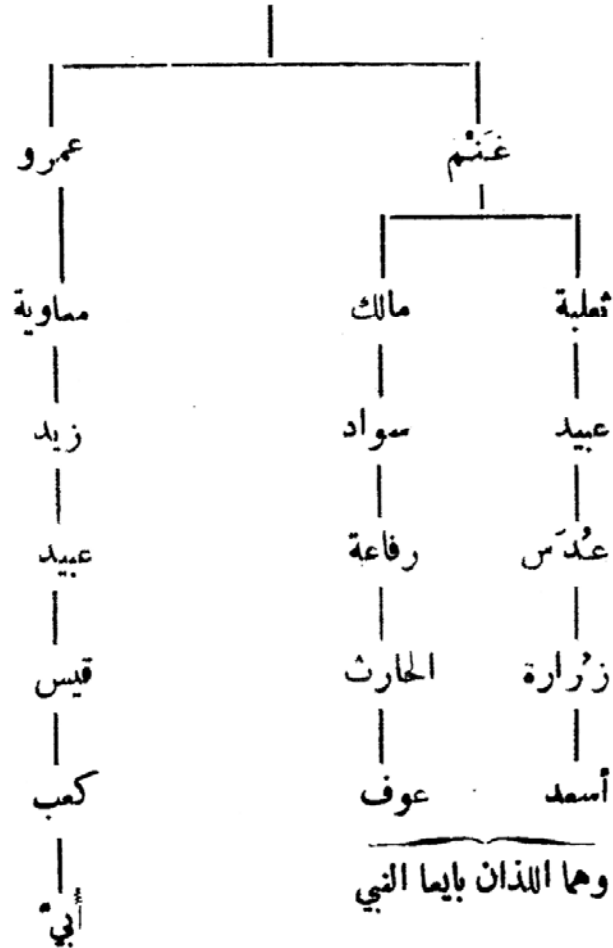 غَنْم عمرو
ثعلبة مالك معاوية
عبيد سواد زيد
عُدَس رفاعة عبيد
زُرارة الحارث قيس
أسعد عوف كعب
وهما اللذان بايعا النبي
أبيّ